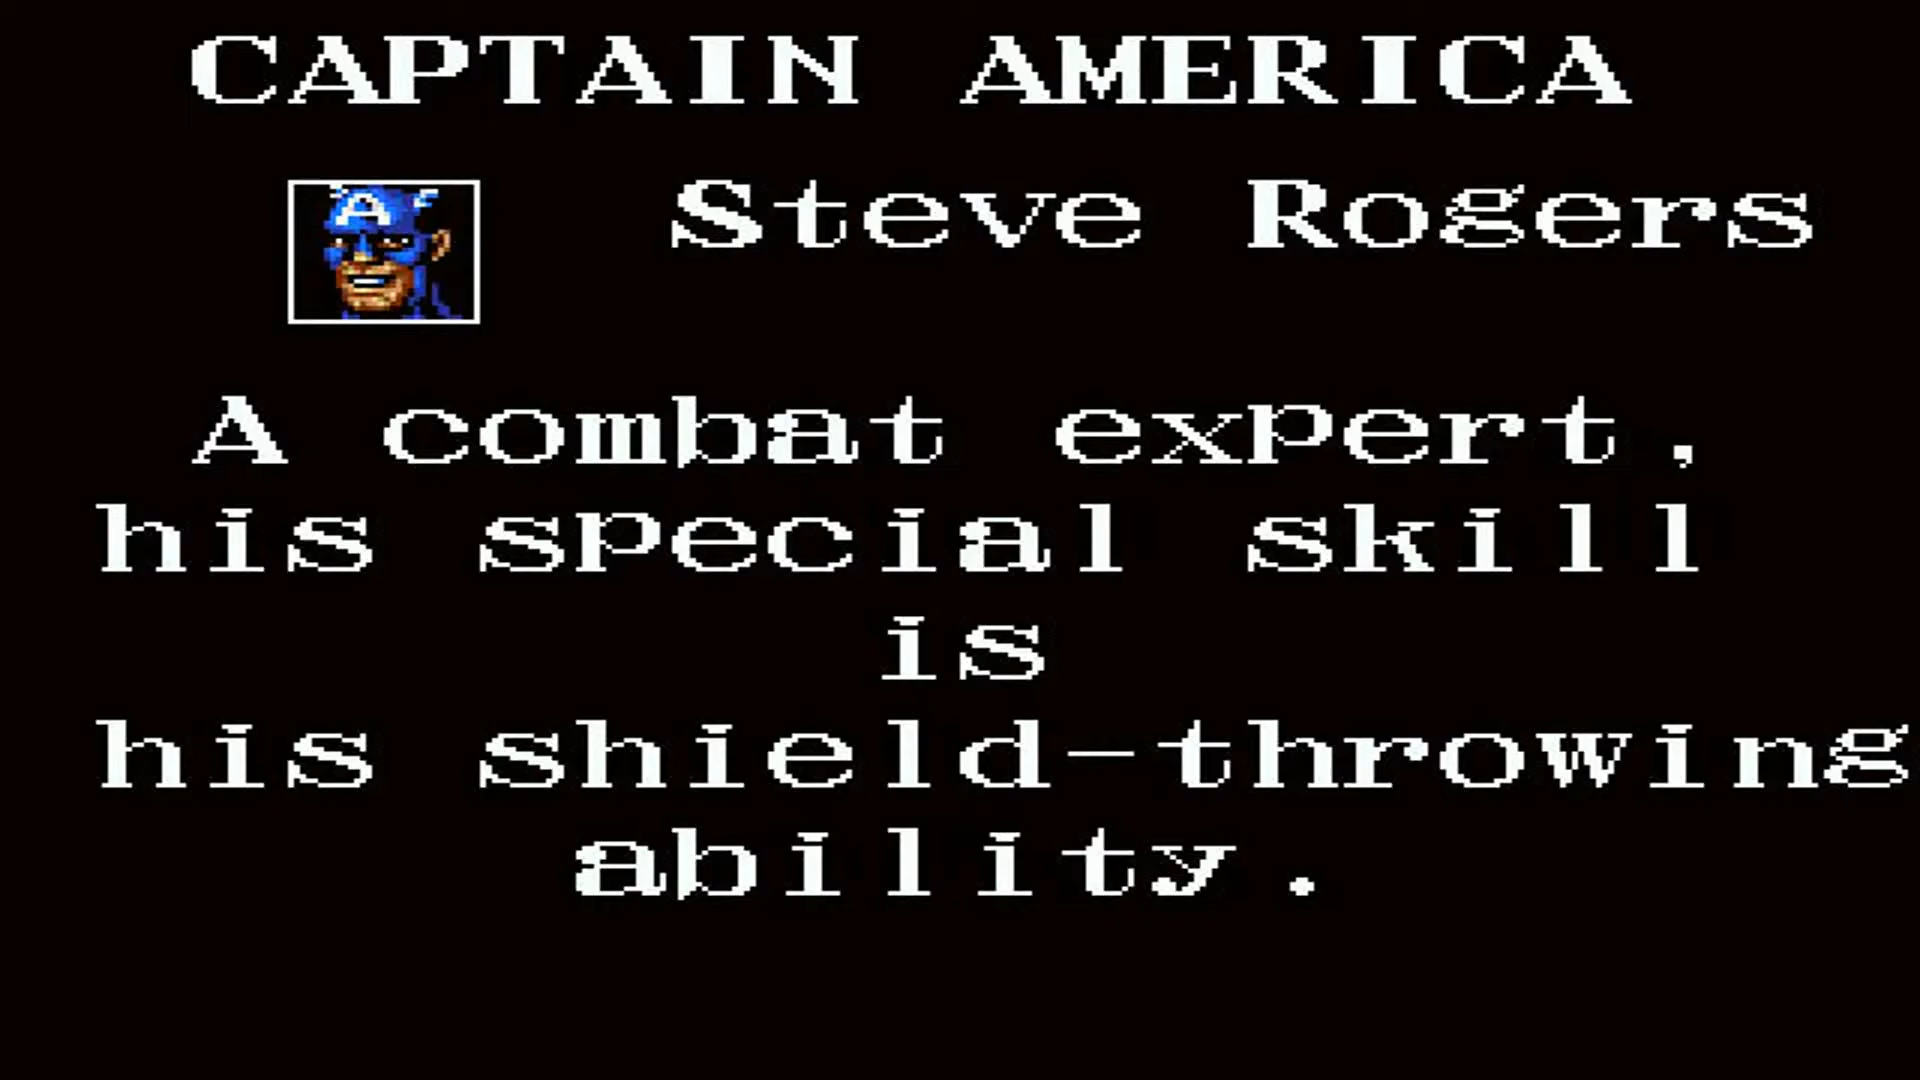 CAPTAIN AMERICA
A
Steve Rogers
A combat expert,
his special skill
is
his shield-throwing
ability.